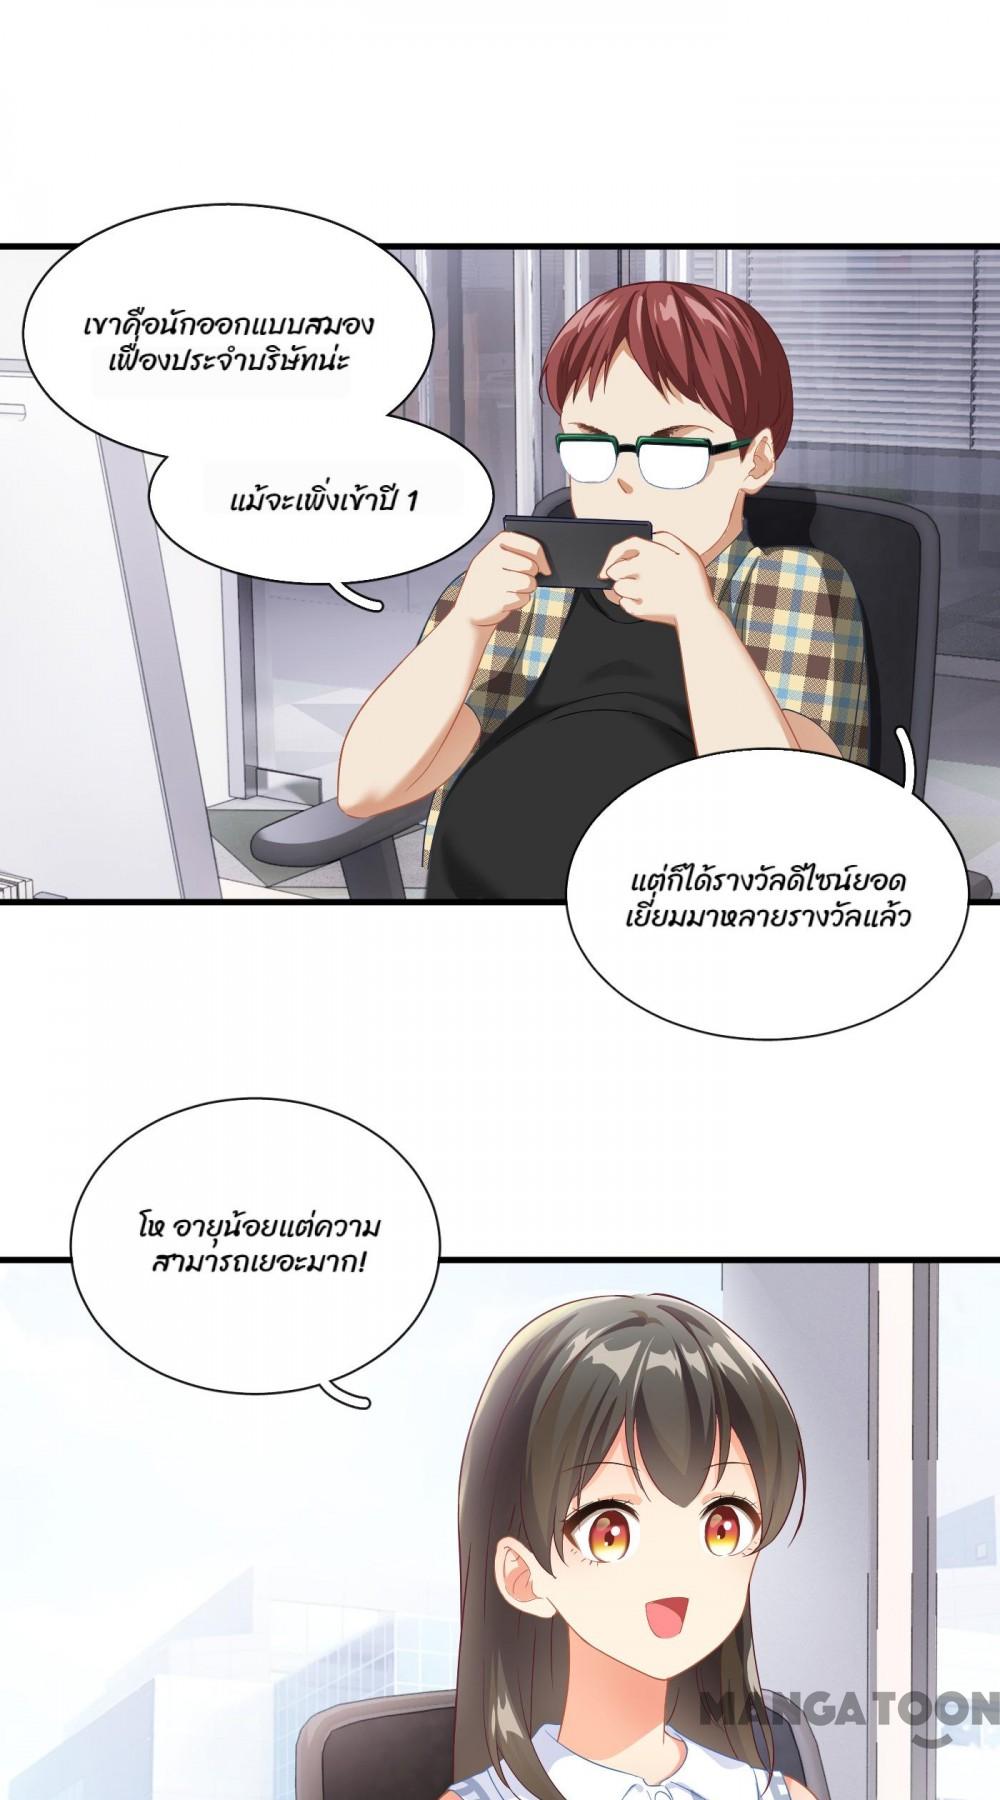 เขาคือนักออกแบบสมอง
เฟื่องประจำบริษัทน่ะ
แม้จะเพิ่งเข้าปี 1
แต่ก็ได้รางวัลดีไซน์ยอด
เยี่ยมมาหลายรางวัลแล้ว
โห อายุน้อยแต่ความ
สามารถเยอะมาก!
MANGATOON